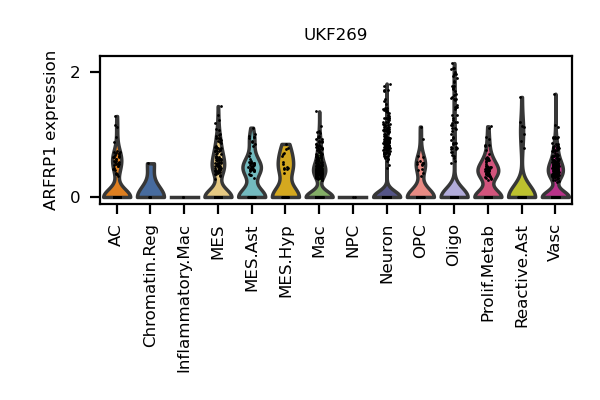 UKF269
ARFRP1 expression
2
0
AC
Chromatin.Reg
Inflammatory.Mac
MES
MES.Ast
MES.Hyp
Mac
NPC
Neuron
OPC
Oligo
Prolif.Metab
Reactive.Ast
Vasc